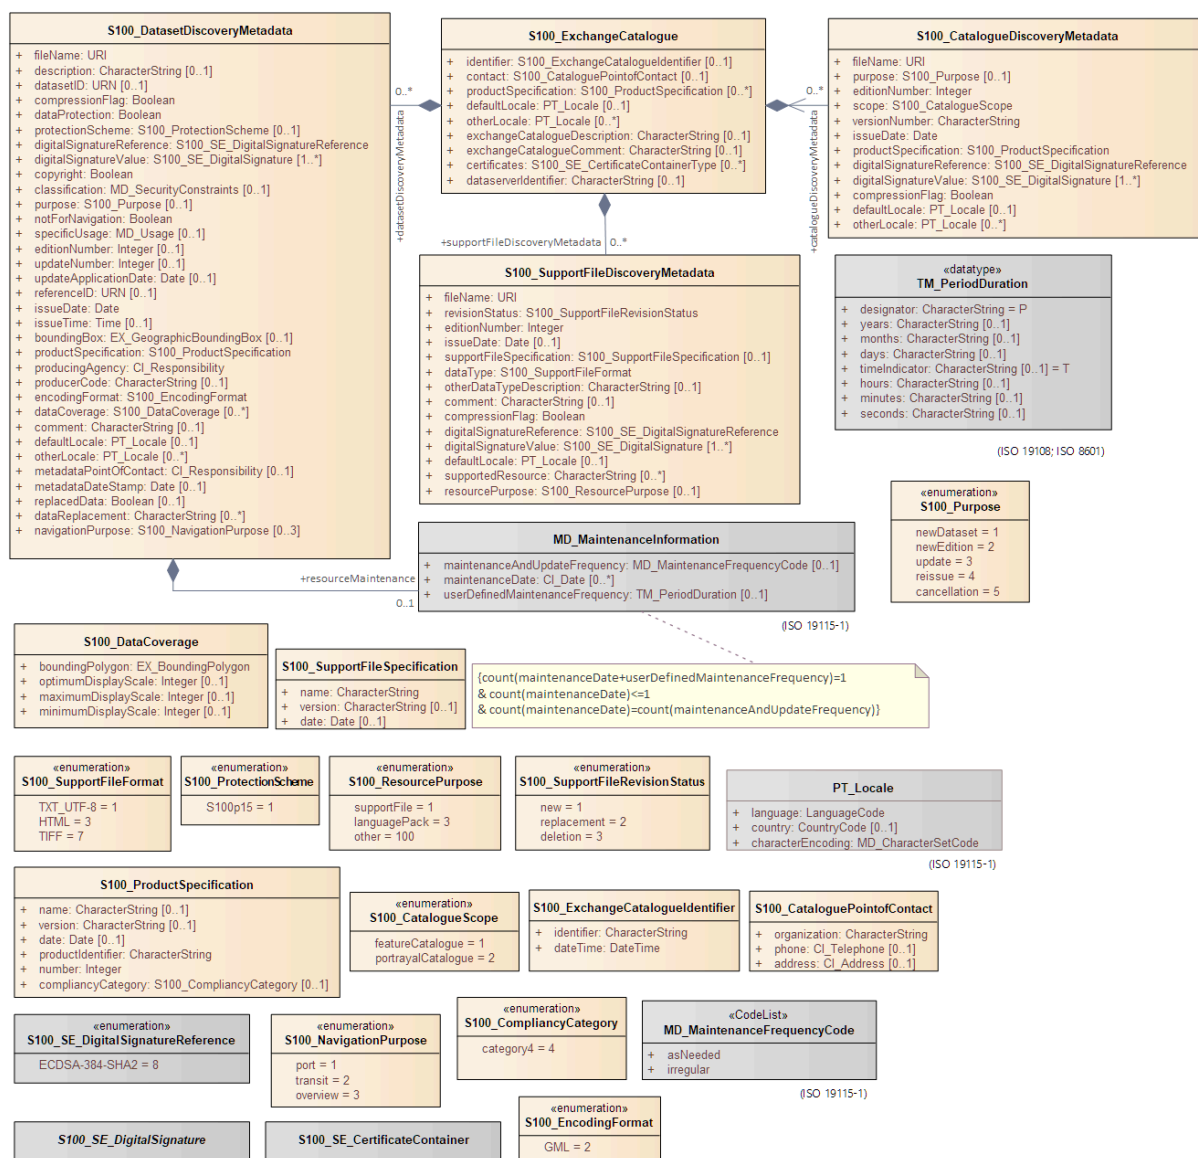 S100_DatasetDiscoveryMetadata
+ fileName: URI
+ description: CharacterString [0..1]
+ datasetID: URN [0..1]
+ compressionFlag: Boolean
+ dataProtection: Boolean
+ protectionScheme: S100_ProtectionScheme [0..1]
+ digitalSignatureReference: S100_SE_DigitalSignatureReference
+ digitalSignatureValue: S100_SE_DigitalSignature [1..*]
+ copyright: Boolean
+ classification: MD_SecurityConstraints [0..1]
+ purpose: S100_Purpose [0..1]
+ notForNavigation: Boolean
+ specificUsage: MD_Usage [0..1]
+ editionNumber: Integer [0..1]
+ updateNumber: Integer [0..1]
+ updateApplicationDate: Date [0..1]
+ referenceID: URN [0..1]
+ issueDate: Date
+ issueTime: Time [0..1]
+ boundingBox: EX_GeographicBoundingBox [0..1]
+ productSpecification: S100_ProductSpecification
+ producingAgency: CI_Responsibility
+ producerCode: CharacterString [0..1]
+ encodingFormat: S100_EncodingFormat
+ dataCoverage: S100_DataCoverage [0..*]
+ comment: CharacterString [0..1]
+ defaultLocale: PT_Locale [0..1]
+ otherLocale: PT_Locale [0..*]
+ metadataPointOfContact: CI_Responsibility [0..1]
+ metadataDateStamp: Date [0..1]
+ replacedData: Boolean [0..1]
+ dataReplacement: CharacterString [0..*]
+ navigationPurpose: S100_NavigationPurpose [0..3]
0..*
+datasetDiscoveryMetadata
S100_ExchangeCatalogue
+ identifier: S100_ExchangeCatalogueIdentifier [0..1]
+ contact: S100_CataloguePointofContact [0..1]
+ productSpecification: S100_ProductSpecification [0..*]
+ defaultLocale: PT_Locale [0..1]
+ otherLocale: PT_Locale [0..*]
+ exchangeCatalogueDescription: CharacterString [0..1]
+ exchangeCatalogueComment: CharacterString [0..1]
+ certificates: S100_SE_CertificateContainerType [0..*]
+ dataserverIdentifier: CharacterString [0..1]
0..*
+catalogueDiscoveryMetadata
S100_CatalogueDiscoveryMetadata
+ fileName: URI
+ purpose: S100_Purpose [0..1]
+ editionNumber: Integer
+ scope: S100_CatalogueScope
+ versionNumber: CharacterString
+ issueDate: Date
+ productSpecification: S100_ProductSpecification
+ digitalSignatureReference: S100_SE_DigitalSignatureReference
+ digitalSignatureValue: S100_SE_DigitalSignature [1..*]
+ compressionFlag: Boolean
+ defaultLocale: PT_Locale [0..1]
+ otherLocale: PT_Locale [0..*]
+supportFileDiscoveryMetadata 0..*
S100_SupportFileDiscoveryMetadata
+ fileName: URI
+ revisionStatus: S100_SupportFileRevisionStatus
+ editionNumber: Integer
+ issueDate: Date [0..1]
+ supportFileSpecification: S100_SupportFileSpecification [0..1]
+ dataType: S100_SupportFileFormat
+ otherDataTypeDescription: CharacterString [0..1]
+ comment: CharacterString [0..1]
+ compressionFlag: Boolean
+ digitalSignatureReference: S100_SE_DigitalSignatureReference
+ digitalSignatureValue: S100_SE_DigitalSignature [1..*]
+ defaultLocale: PT_Locale [0..1]
+ supportedResource: CharacterString [0..*]
+ resourcePurpose: S100_ResourcePurpose [0..1]
«datatype»
TM_PeriodDuration
+ designator: CharacterString = P
+ years: CharacterString [0..1]
+ months: CharacterString [0..1]
+ days: CharacterString [0..1]
+ timeIndicator: CharacterString [0..1] = T
+ hours: CharacterString [0..1]
+ minutes: CharacterString [0..1]
+ seconds: CharacterString [0..1]
(ISO 19108; ISO 8601)
«enumeration»
S100_Purpose
newDataset = 1
newEdition = 2
update = 3
reissue = 4
cancellation = 5
+resourceMaintenance
0..1
MD_MaintenanceInformation
+ maintenanceAndUpdateFrequency: MD_MaintenanceFrequencyCode [0..1]
+ maintenanceDate: CI_Date [0..*]
+ userDefinedMaintenanceFrequency: TM_PeriodDuration [0..1]
(ISO 19115-1)
S100_DataCoverage
+ boundingPolygon: EX_BoundingPolygon
+ optimumDisplayScale: Integer [0..1]
+ maximumDisplayScale: Integer [0..1]
+ minimumDisplayScale: Integer [0..1]
S100_SupportFileSpecification
+ name: CharacterString
+ version: CharacterString [0..1]
+ date: Date [0..1]
{count(maintenanceDate+userDefinedMaintenanceFrequency)=1
& count(maintenanceDate)<=1
& count(maintenanceDate)=count(maintenanceAndUpdateFrequency)}
«enumeration»
S100_SupportFileFormat
TXT_UTF-8 = 1
HTML = 3
TIFF = 7
«enumeration»
S100_ProtectionScheme
S100p15 = 1
«enumeration»
S100_ResourcePurpose
supportFile = 1
languagePack = 3
other = 100
«enumeration»
S100_SupportFileRevisionStatus
new = 1
replacement = 2
deletion = 3
PT_Locale
+ language: LanguageCode
+ country: CountryCode [0..1]
+ characterEncoding: MD_CharacterSetCode
(ISO 19115-1)
S100_ProductSpecification
+ name: CharacterString [0..1]
+ version: CharacterString [0..1]
+ date: Date [0..1]
+ productIdentifier: CharacterString
+ number: Integer
+ compliancyCategory: S100_CompliancyCategory [0..1]
«enumeration»
S100_CatalogueScope
featureCatalogue = 1
portrayalCatalogue = 2
S100_ExchangeCatalogueIdentifier
+ identifier: CharacterString
+ dateTime: DateTime
S100_CataloguePointofContact
+ organization: CharacterString
+ phone: CI_Telephone [0..1]
+ address: CI_Address [0..1]
«enumeration»
S100_SE_DigitalSignatureReference
ECDSA-384-SHA2 = 8
«enumeration»
S100_NavigationPurpose
port = 1
transit = 2
overview = 3
«enumeration»
S100_CompliancyCategory
category4 = 4
«CodeList»
MD_MaintenanceFrequencyCode
+ asNeeded
+ irregular
(ISO 19115-1)
S100_SE_DigitalSignature
S100_SE_CertificateContainer
«enumeration»
S100_EncodingFormat
GML = 2